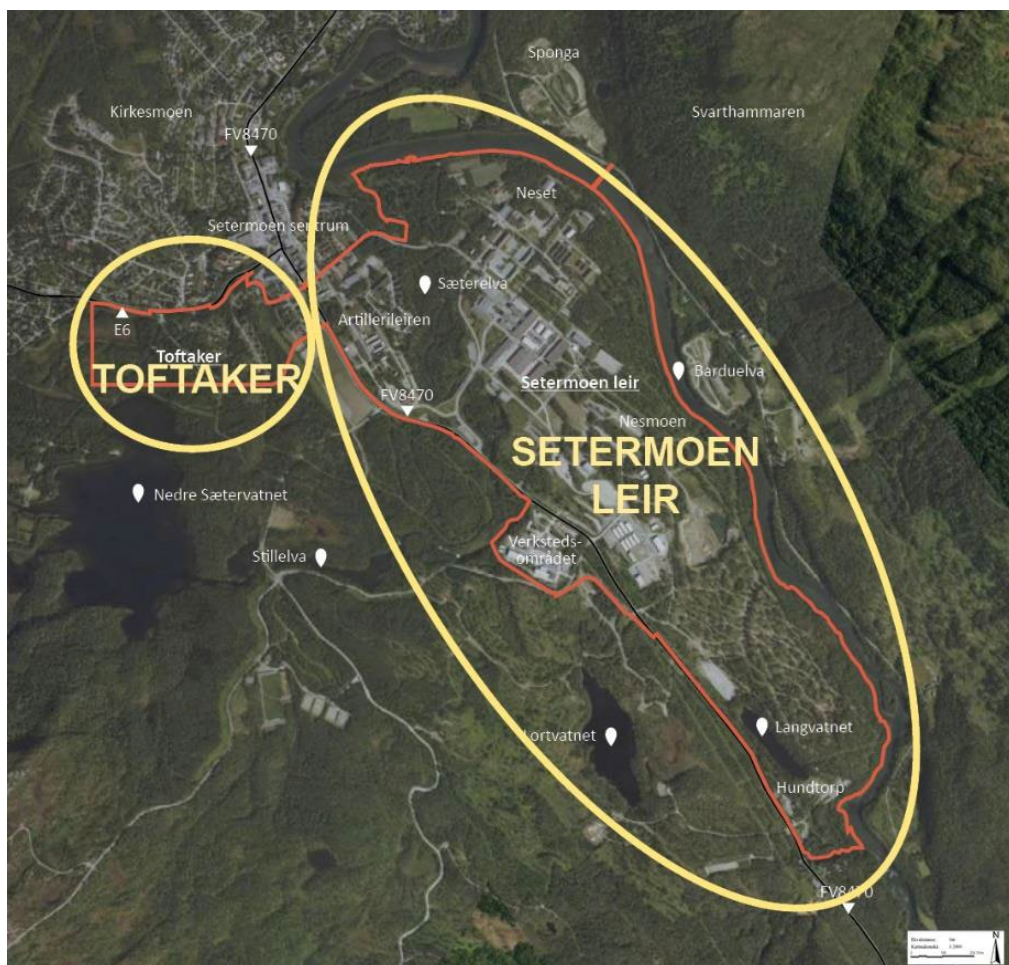 Sponga
Kirkesmoen
Svarthammaren
FV8470
Neset
Setermoen sentrum
Sæterelva
E6
Artillerileiren
Toftaker
TOFTAKER
Setermoen leir
Barduelva
FV8470
Nesmoen
SETERMOEN
LEIR
Nedre Sætervatnet
Verksteds-
området
Stillelva
Lortvatnet
Langvatnet
Hundtorp
FV8470
N